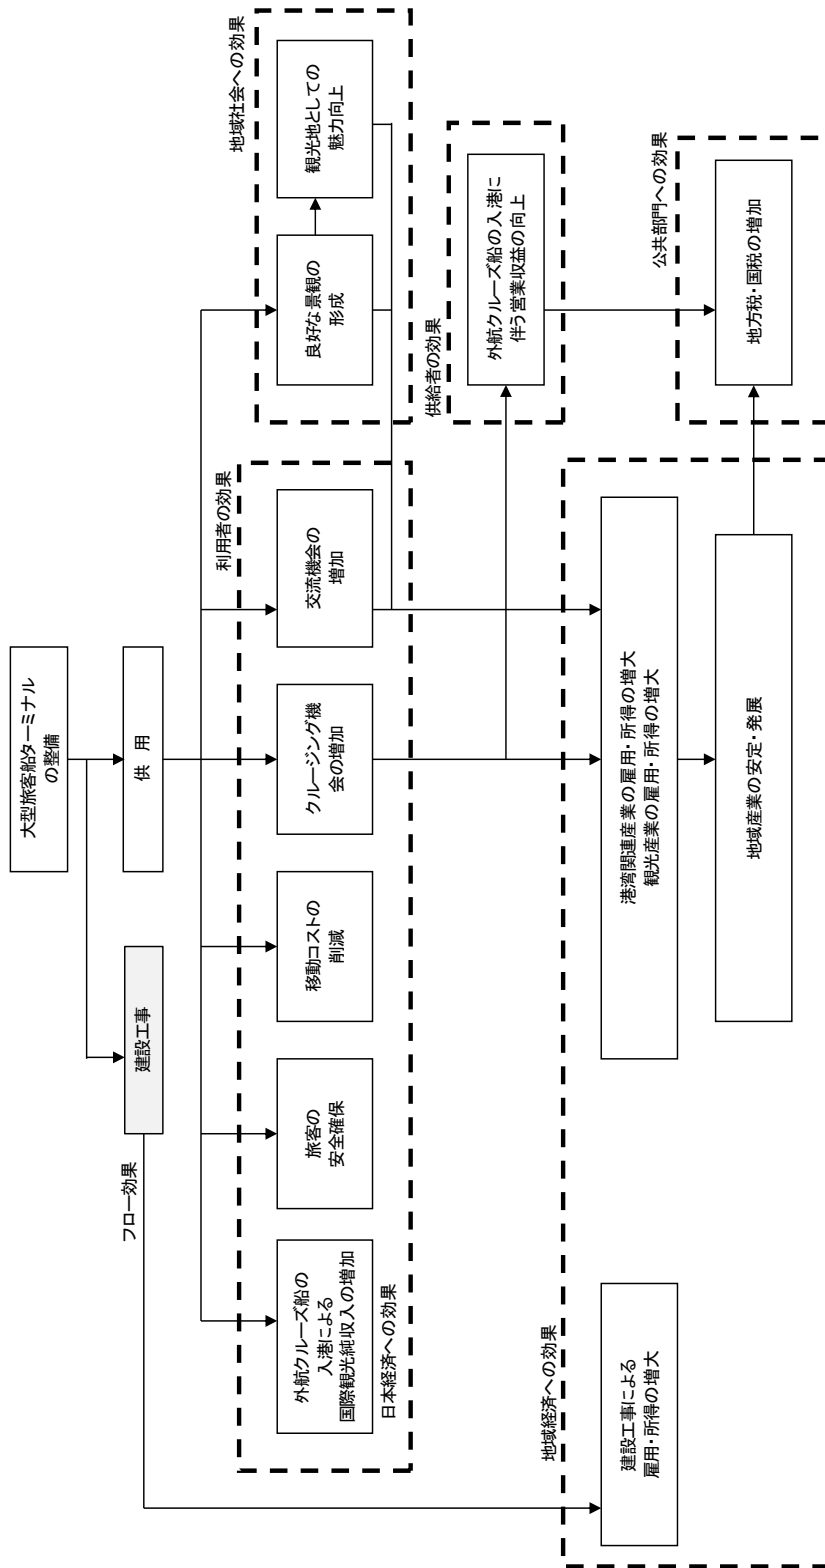 大型旅客船ターミナル
の整備
建設工事
供　用
フロー効果
利用者の効果
外航クルーズ船の
入港による
国際観光純収入の増加
日本経済への効果
旅客の
安全確保
移動コストの
削減
クルージング機
会の増加
交流機会の
増加
地域社会への効果
良好な景観の
形成
観光地としての
魅力向上
供給者の効果
外航クルーズ船の入港に
伴う営業収益の向上
地域経済への効果
建設工事による
雇用・所得の増大
港湾関連産業の雇用・所得の増大
観光産業の雇用・所得の増大
地域産業の安定・発展
公共部門への効果
地方税・国税の増加